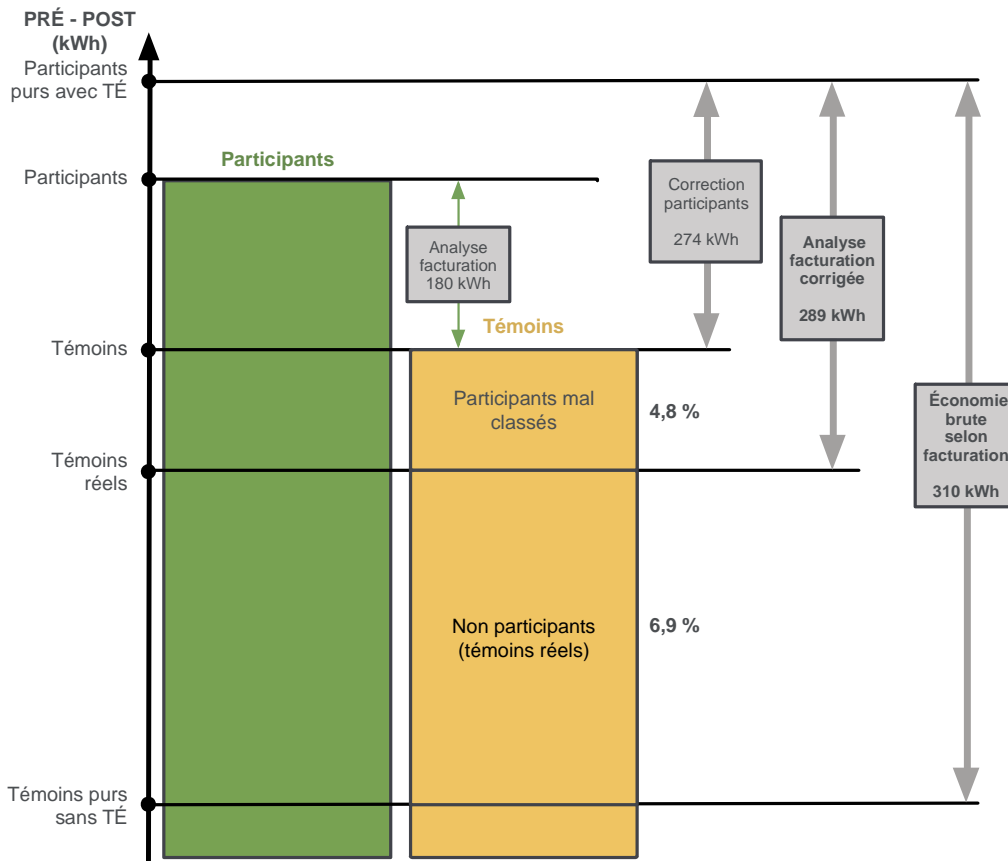 PRÉ - POST
(kWh)
Participants
purs avec TÉ
Participants
Participants
Correction
participants
274 kWh
Analyse
facturation
180 kWh
Analyse
facturation
corrigée
289 kWh
Témoins
Témoins
Participants mal
classés
4,8 %
Économie
brute
selon
facturation
310 kWh
Témoins
réels
Non participants
(témoins réels)
6,9 %
Témoins purs
sans TÉ